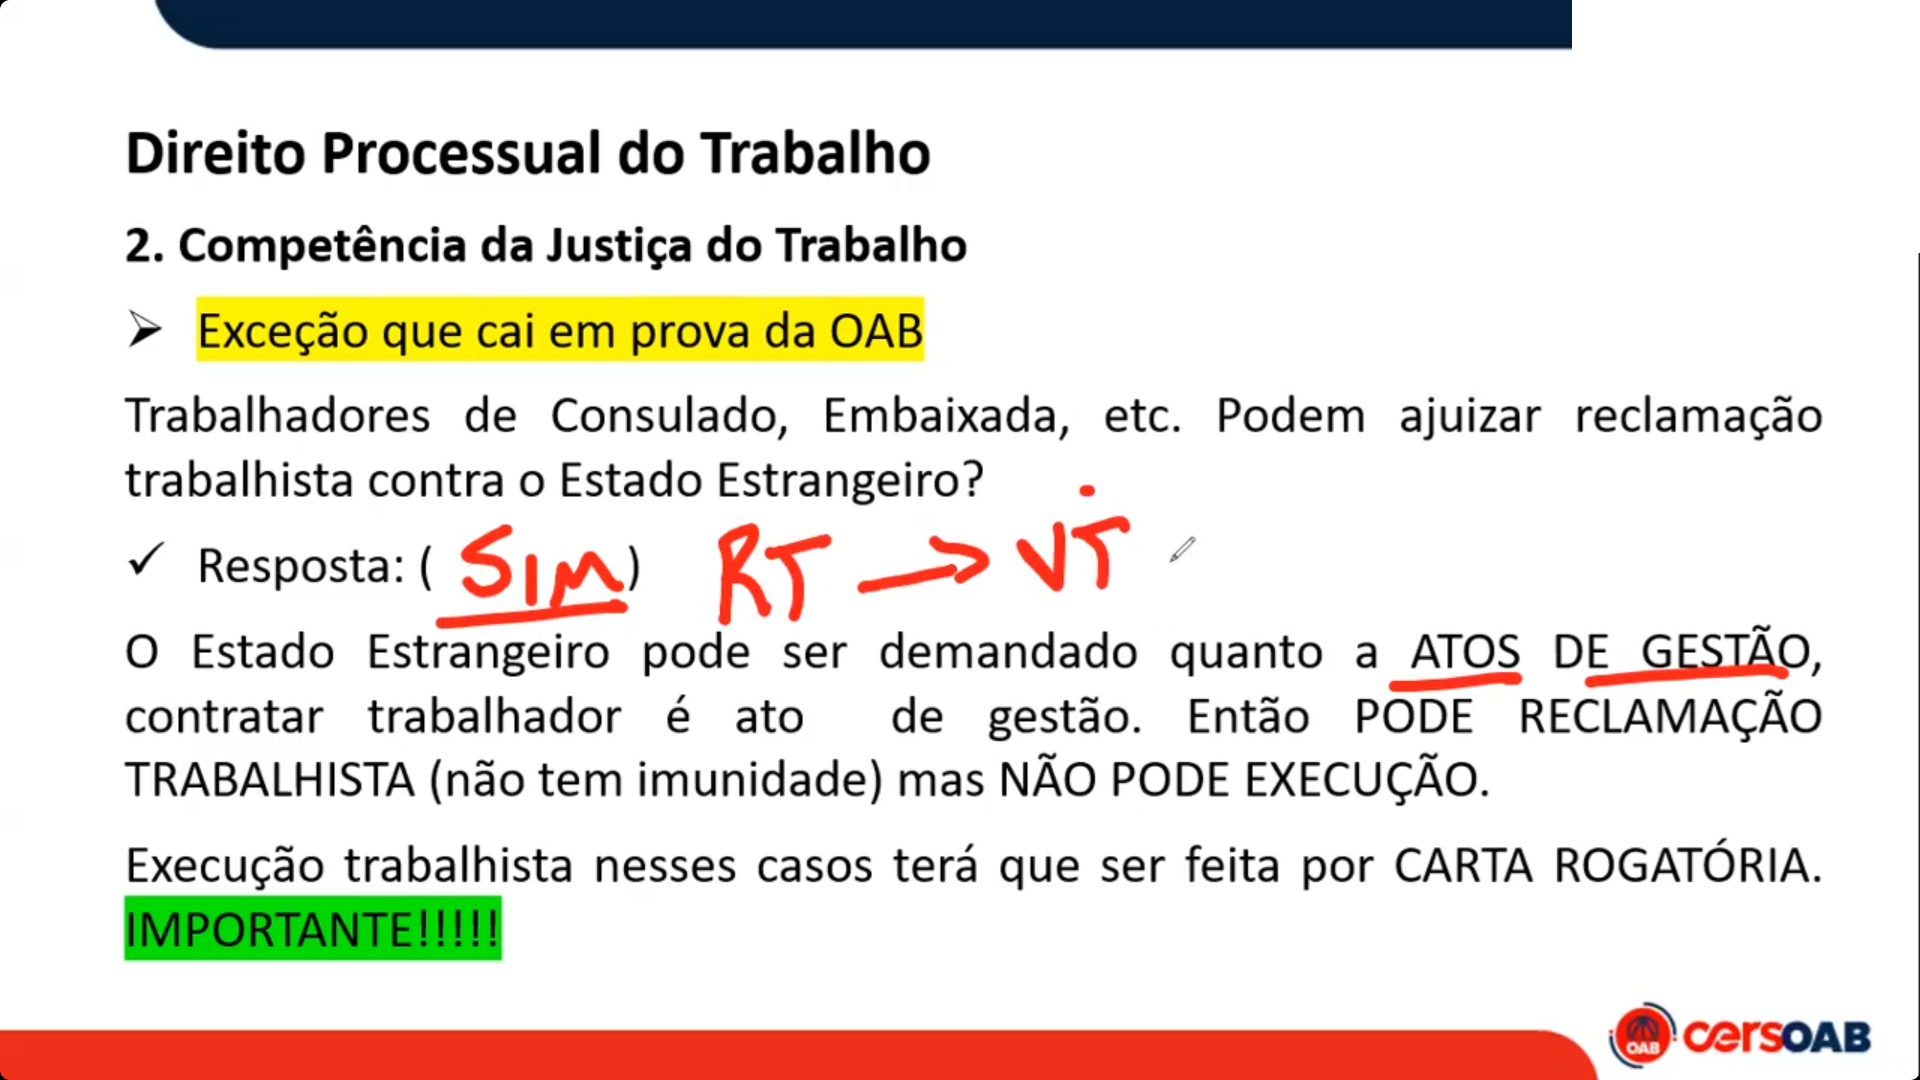 Direito Processual do Trabalho
2. Competência da Justiça do Trabalho
➢ Exceção que cai em prova da OAB
Trabalhadores de Consulado, Embaixada, etc. Podem ajuizar reclamação
trabalhista contra o Estado Estrangeiro?
✓ Resposta: ( SIM ) RT → VT
O Estado Estrangeiro pode ser demandado quanto a ATOS DE GESTÃO,
contratar trabalhador é ato de gestão. Então PODE RECLAMAÇÃO
TRABALHISTA (não tem imunidade) mas NÃO PODE EXECUÇÃO.
Execução trabalhista nesses casos terá que ser feita por CARTA ROGATÓRIA.
IMPORTANTE!!!!!
OAB cersOAB